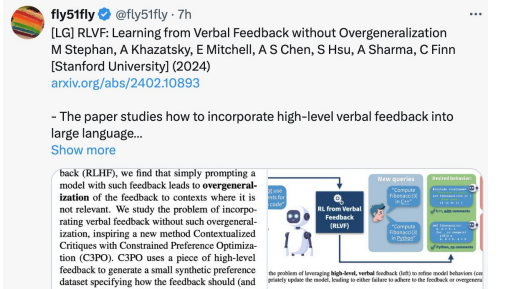 fly51fly @fly51fly · 7h
[LG] RLVF: Learning from Verbal Feedback without Overgeneralization
M Stephan, A Khazatsky, E Mitchell, A S Chen, S Hsu, A Sharma, C Finn
[Stanford University] (2024)
arxiv.org/abs/2402.10893
- The paper studies how to incorporate high-level verbal feedback into
large language...
Show more
back (RLHF), we find that simply prompting a
model with such feedback leads to overgeneral-
ization of the feedback to contexts where it is
not relevant. We study the problem of incorpo-
rating verbal feedback without such overgeneral-
ization, inspiring a new method Contextualized
Critiques with Constrained Preference Optimiza-
tion (C3PO). C3PO uses a piece of high-level
feedback to generate a small synthetic preference
dataset specifying how the feedback should (and
RL from Verbal
Feedback
(RLVF)
New queries
"Compute
Fibonacci
in C++"
"Compute
Fibonacci
in Python"
Desired behavior:
the problem of leveraging high-level, verbal feedback (left) to refine model behaviors (cen
priately update the model, leading to either failure to adhere to the feedback or overgener